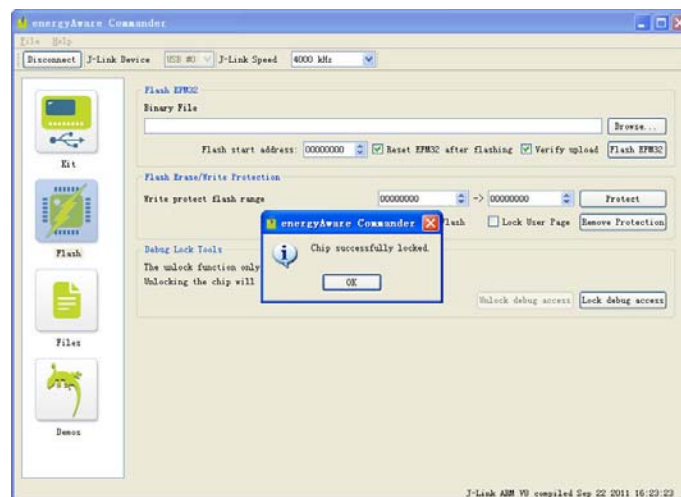 energyAware Commander
File Help
Disconnect J-Link Device USB #0 J-Link Speed 4000 kHz
Flash EFM32
Binary File
Browse...
Flash start address: 00000000 Reset EFM32 after flashing Verify upload Flash EFM32
Kit
Flash Erase/Write Protection
Write protect flash range 00000000 -> 00000000 Protect
energyAware Commander
Flash Lock User Page Remove Protection
Chip successfully locked.
Flash
Debug Lock Tools
The unlock function only
Unlocking the chip will
OK
Unlock debug access Lock debug access
Files
Demos
J-Link ARM V0 compiled Sep 22 2011 16:23:23